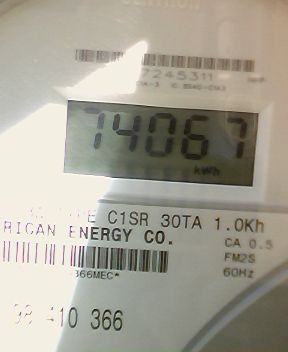 7245311
74067
kWh
C1SR 30TA 1.0Kh
RICAN ENERGY CO.
CA 0.5
FM2S
366MEC*
60Hz
410 366